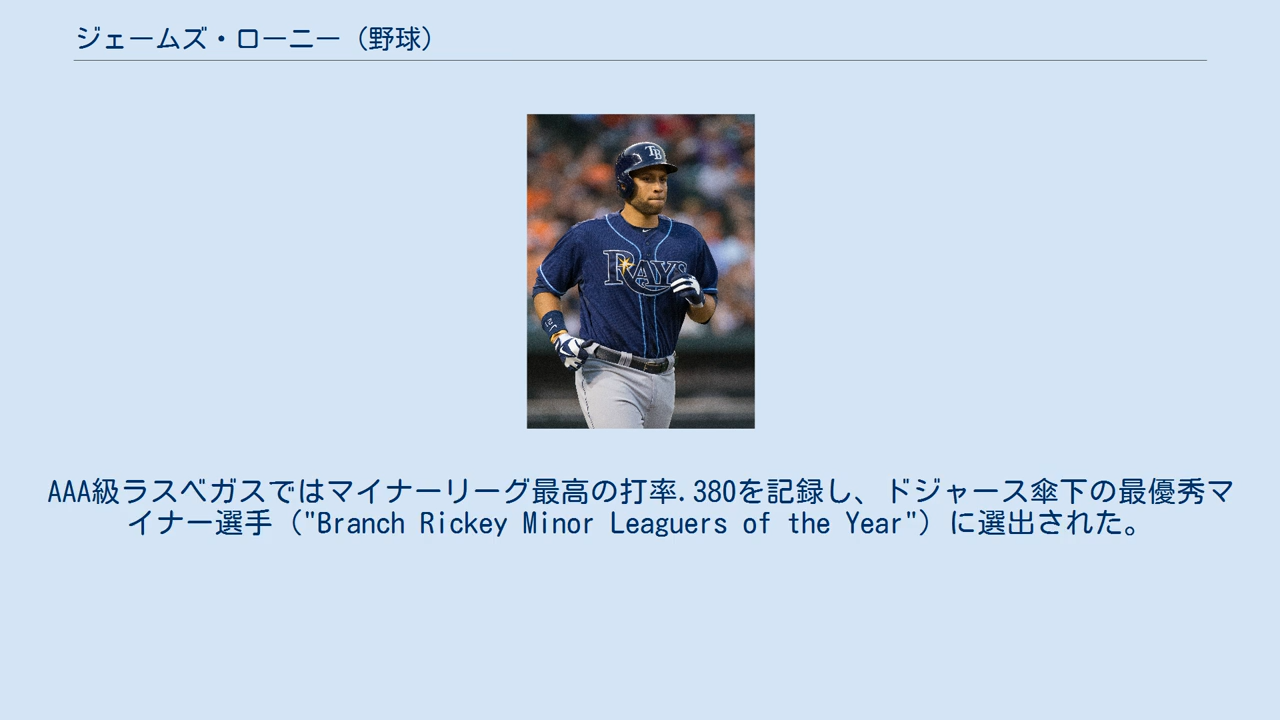 ジェームズ・ローニー（野球）
TB
RAYS
AAA級ラスベガスではマイナーリーグ最高の打率.380を記録し、ドジャース傘下の最優秀マ
イナー選手（"Branch Rickey Minor Leaguers of the Year"）に選出された。